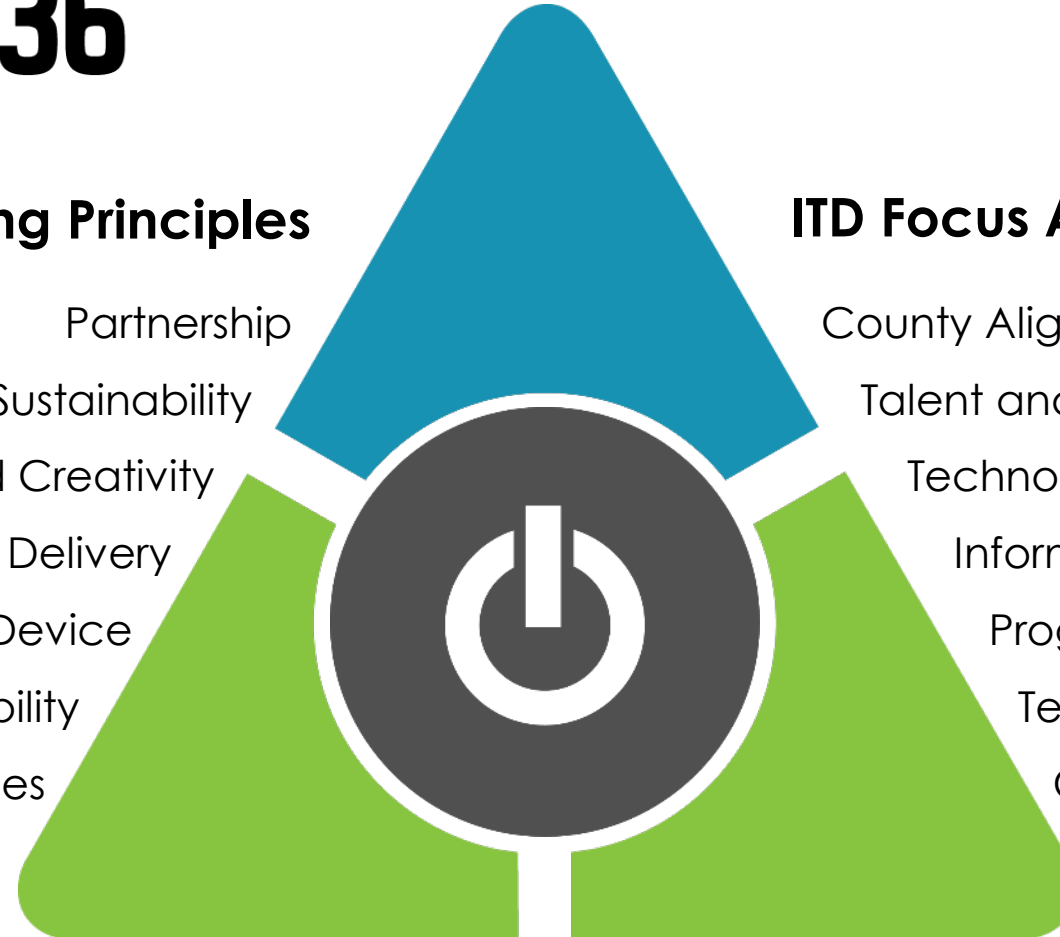 36
ng Principles
Partnership
Sustainability
Creativity
Delivery
Device
bility
es
ITD Focus A
County Alig
Talent and
Techno
Inforr
Prog
Te